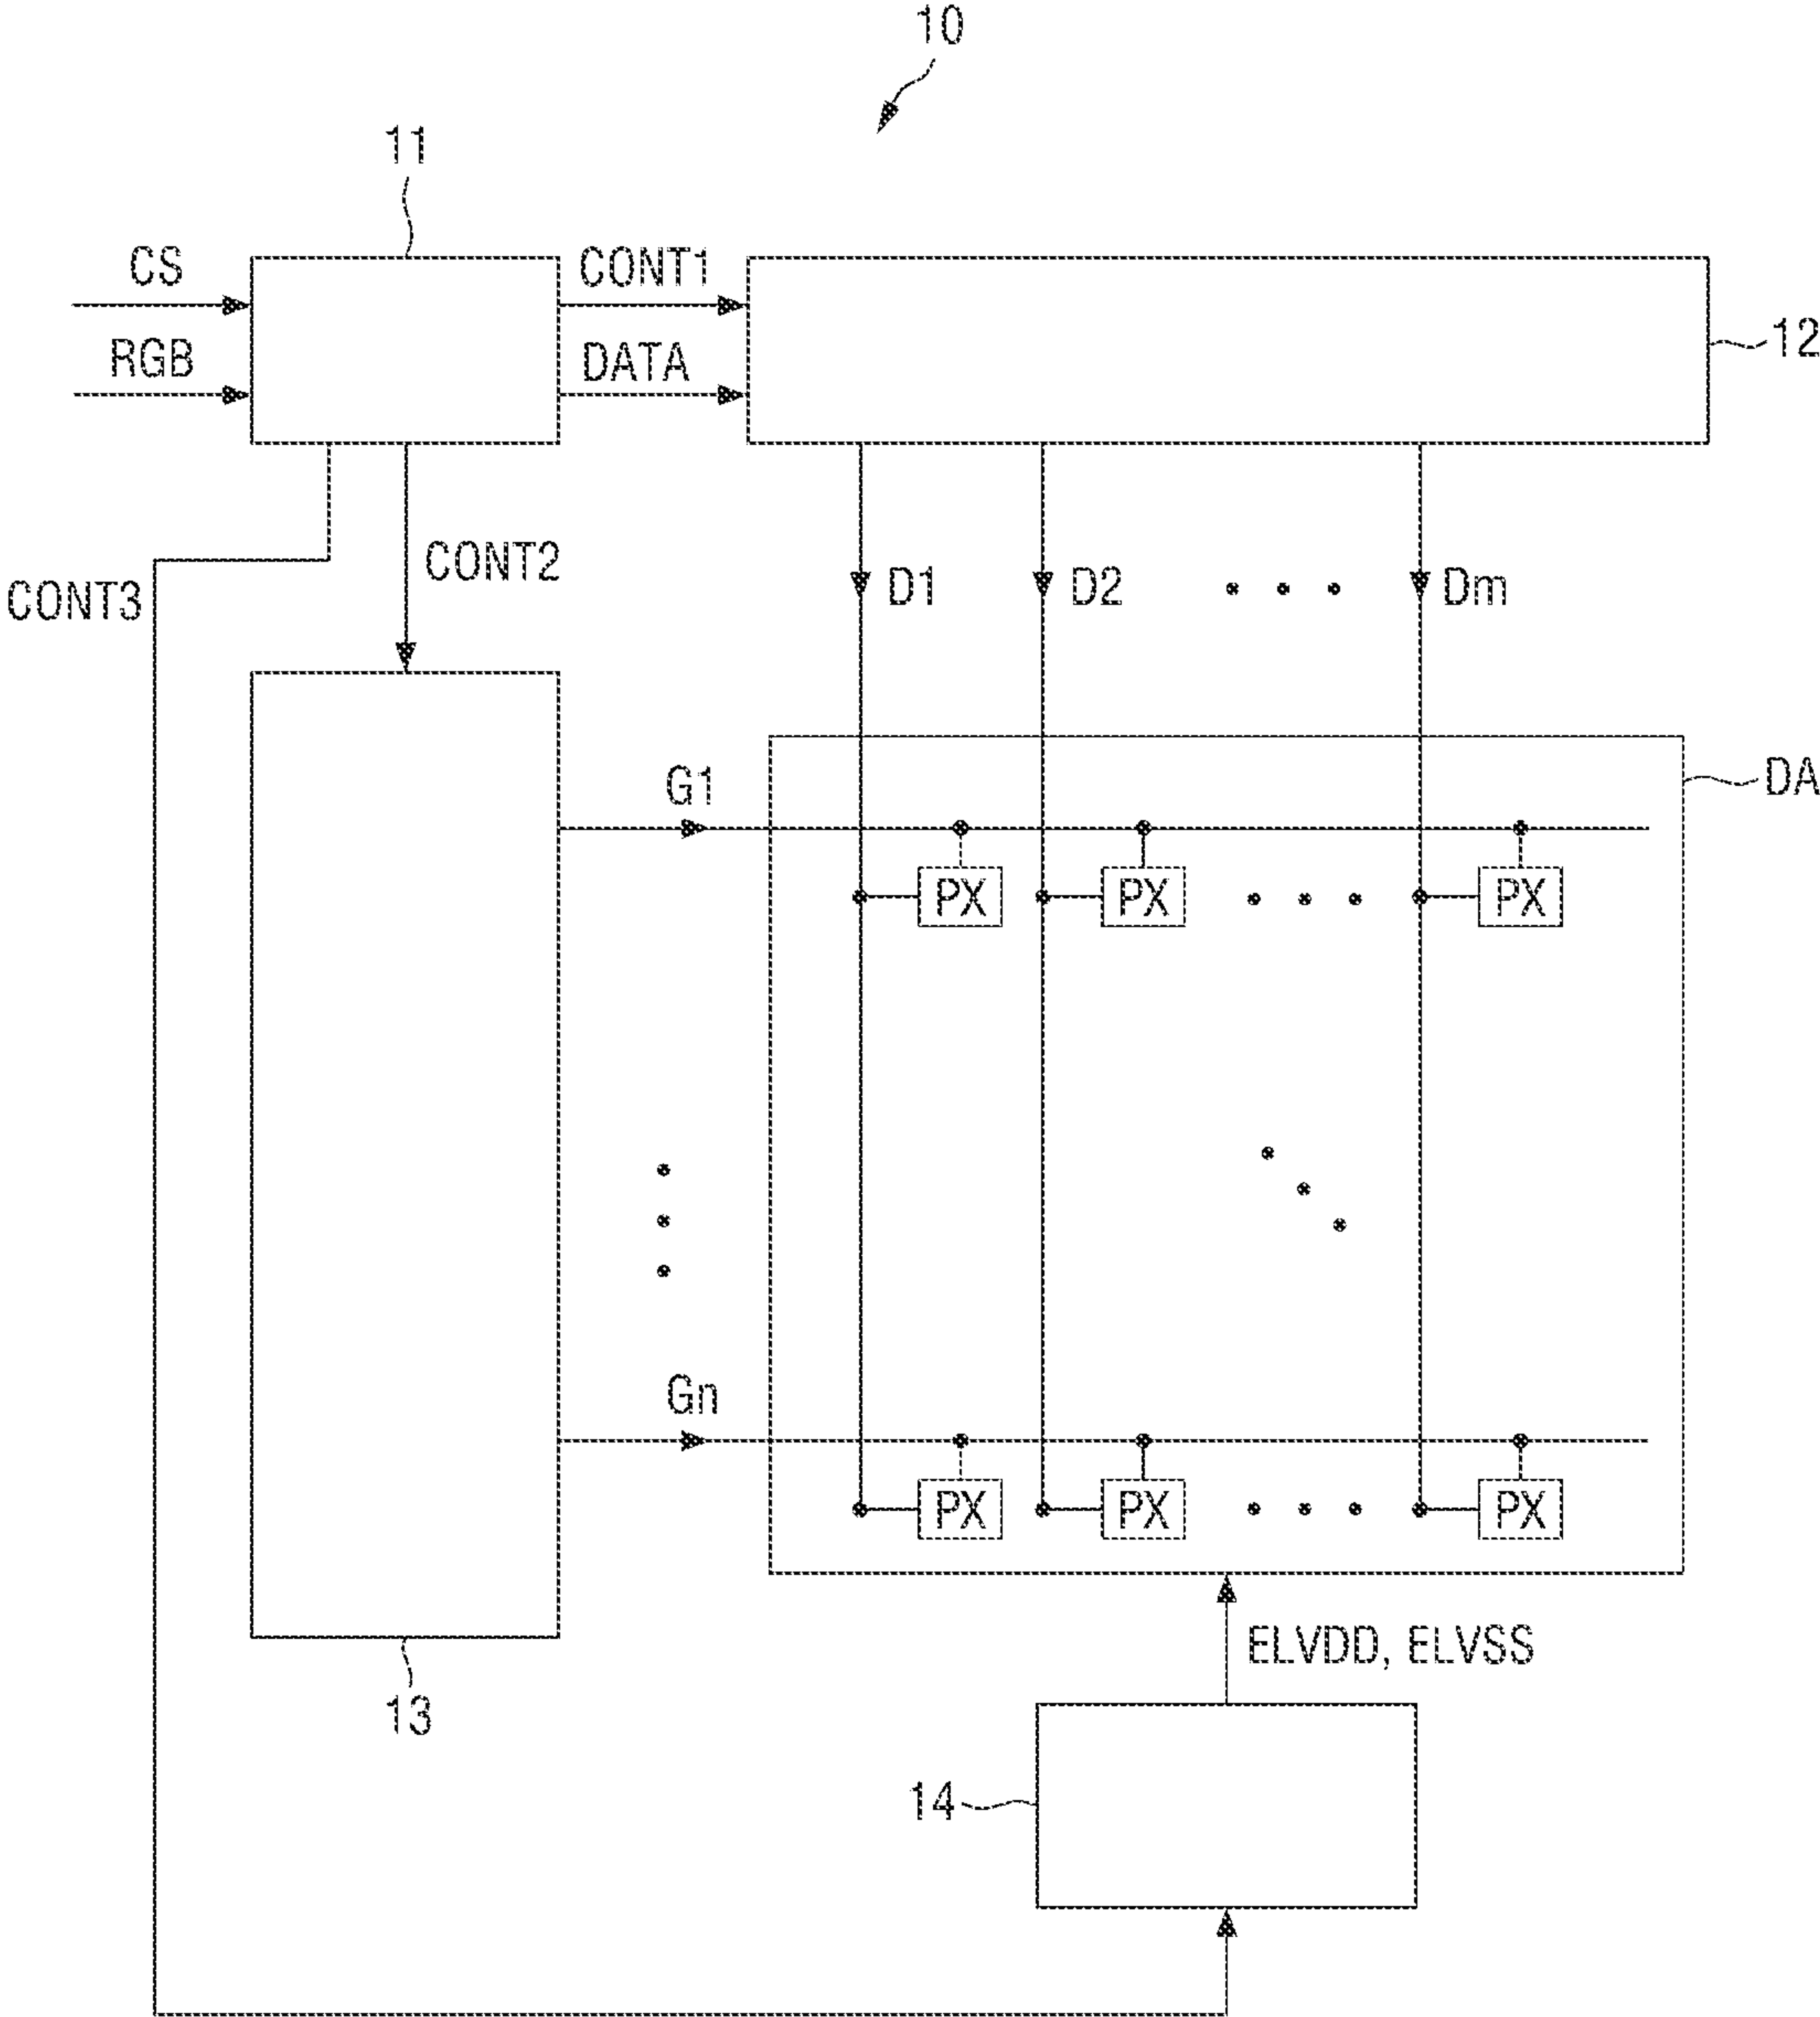 10
11
CS
CONT1
RGB
DATA
12
CONT2
CONT3
D1
D2
Dm
G1
DA
PX
PX
PX
Gn
PX
PX
PX
ELVDD, ELVSS
13
14